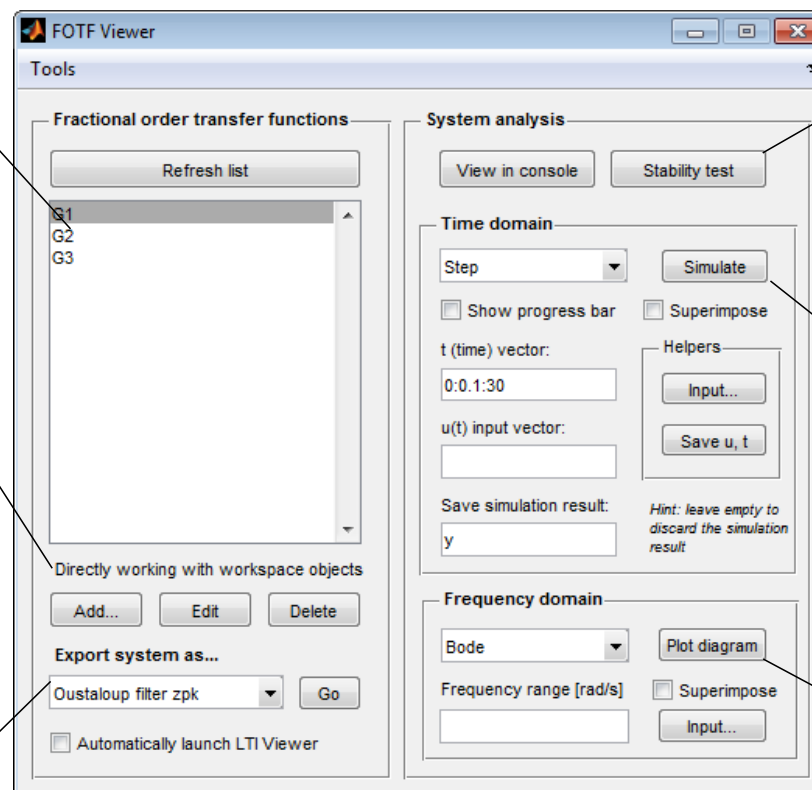 FOTF Viewer
Tools
Fractional order transfer functions
Refresh list
G1
G2
G3
Directly working with workspace objects
Add...
Edit
Delete
Export system as...
Oustaloup filter zpk
Go
Automatically launch LTI Viewer
System analysis
View in console
Stability test
Time domain
Step
Simulate
Show progress bar
Superimpose
t (time) vector:
0:0.1:30
u(t) input vector:
Helpers
Input...
Save u, t
Save simulation result:
y
Hint: leave empty to
discard the simulation
result
Frequency domain
Bode
Plot diagram
Frequency range [rad/s]
Superimpose
Input...